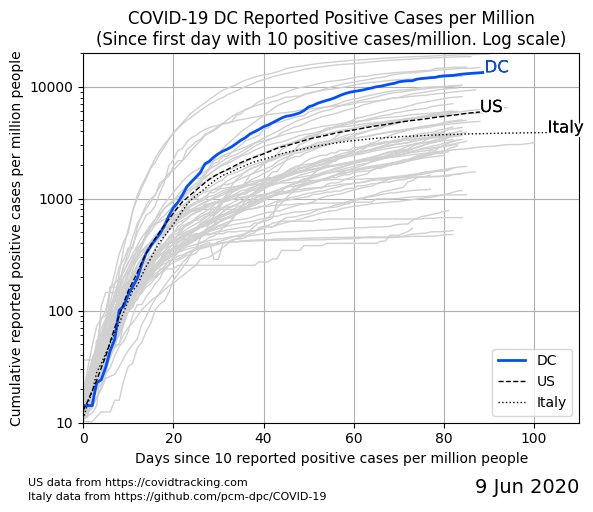 COVID-19 DC Reported Positive Cases per Million
(Since first day with 10 positive cases/million. Log scale)
Cumulative reported positive cases per million people
10000
1000
100
10
DC
US
Italy
DC
US
Italy
0
20
40
60
80
100
Days since 10 reported positive cases per million people
US data from https://covidtracking.com
Italy data from https://github.com/pcm-dpc/COVID-19
9 Jun 2020